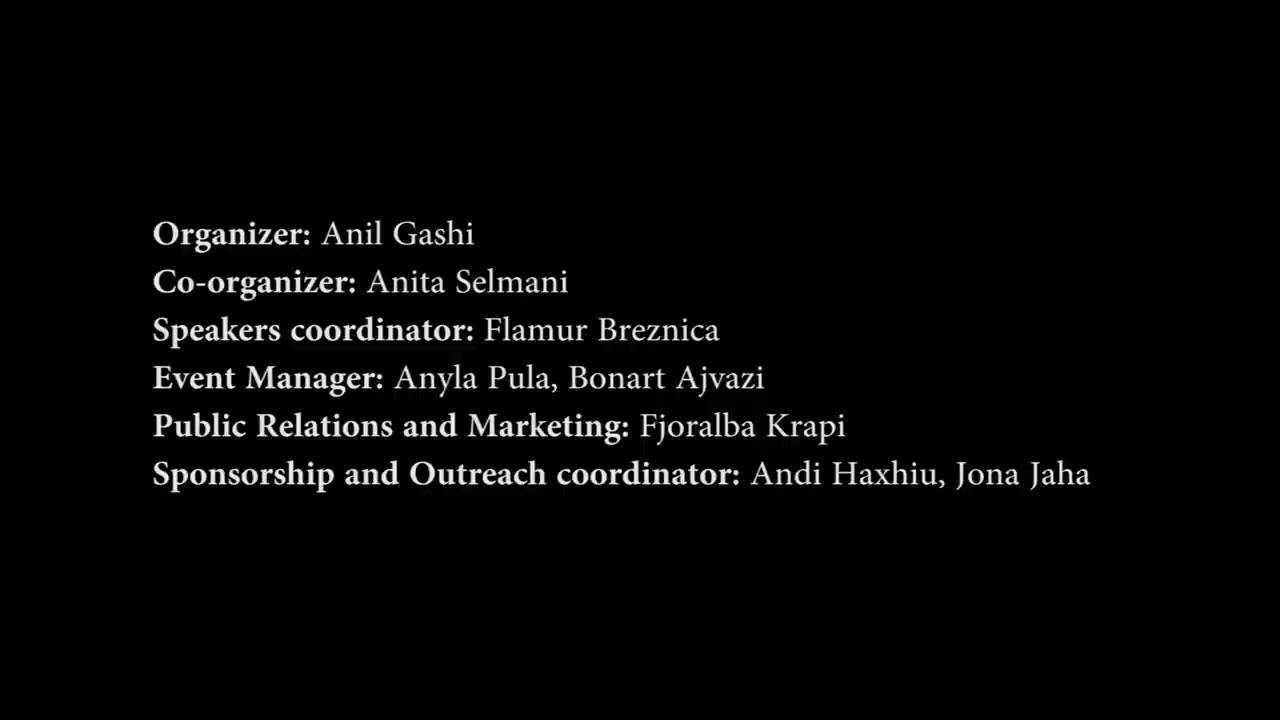 Organizer: Anil Gashi
Co-organizer: Anita Selmani
Speakers coordinator: Flamur Breznica
Event Manager: Anyla Pula, Bonart Ajvazi
Public Relations and Marketing: Fjoralba Krapi
Sponsorship and Outreach coordinator: Andi Haxhiu, Jona Jaha